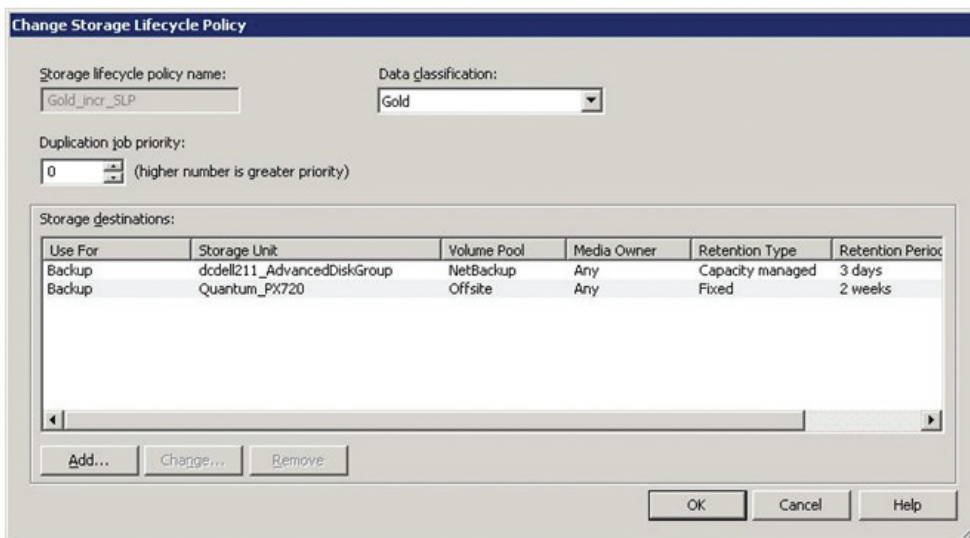 Change Storage Lifecycle Policy
Storage lifecycle policy name:
Data classification:
Gold_incr_SLP
Gold
Duplication job priority:
0 (higher number is greater priority)
Storage destinations:
Use For Storage Unit Volume Pool Media Owner Retention Type Retention Period
Backup dcdell211_AdvancedDiskGroup NetBackup Any Capacity managed 3 days
Backup Quantum_PX720 Offsite Any Fixed 2 weeks
Add... Change... Remove
OK Cancel Help